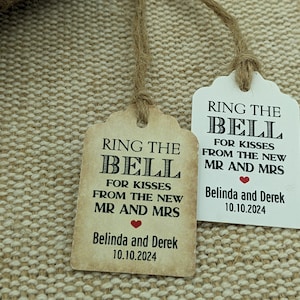 RING THE
BELL
FOR KISSES
FROM THE NEW
MR AND MRS
Belinda and Derek
10.10.2024
RING THE
BELL
FOR KISSES
FROM THE NEW
MR AND MRS
Belinda and Derek
10.10.2024